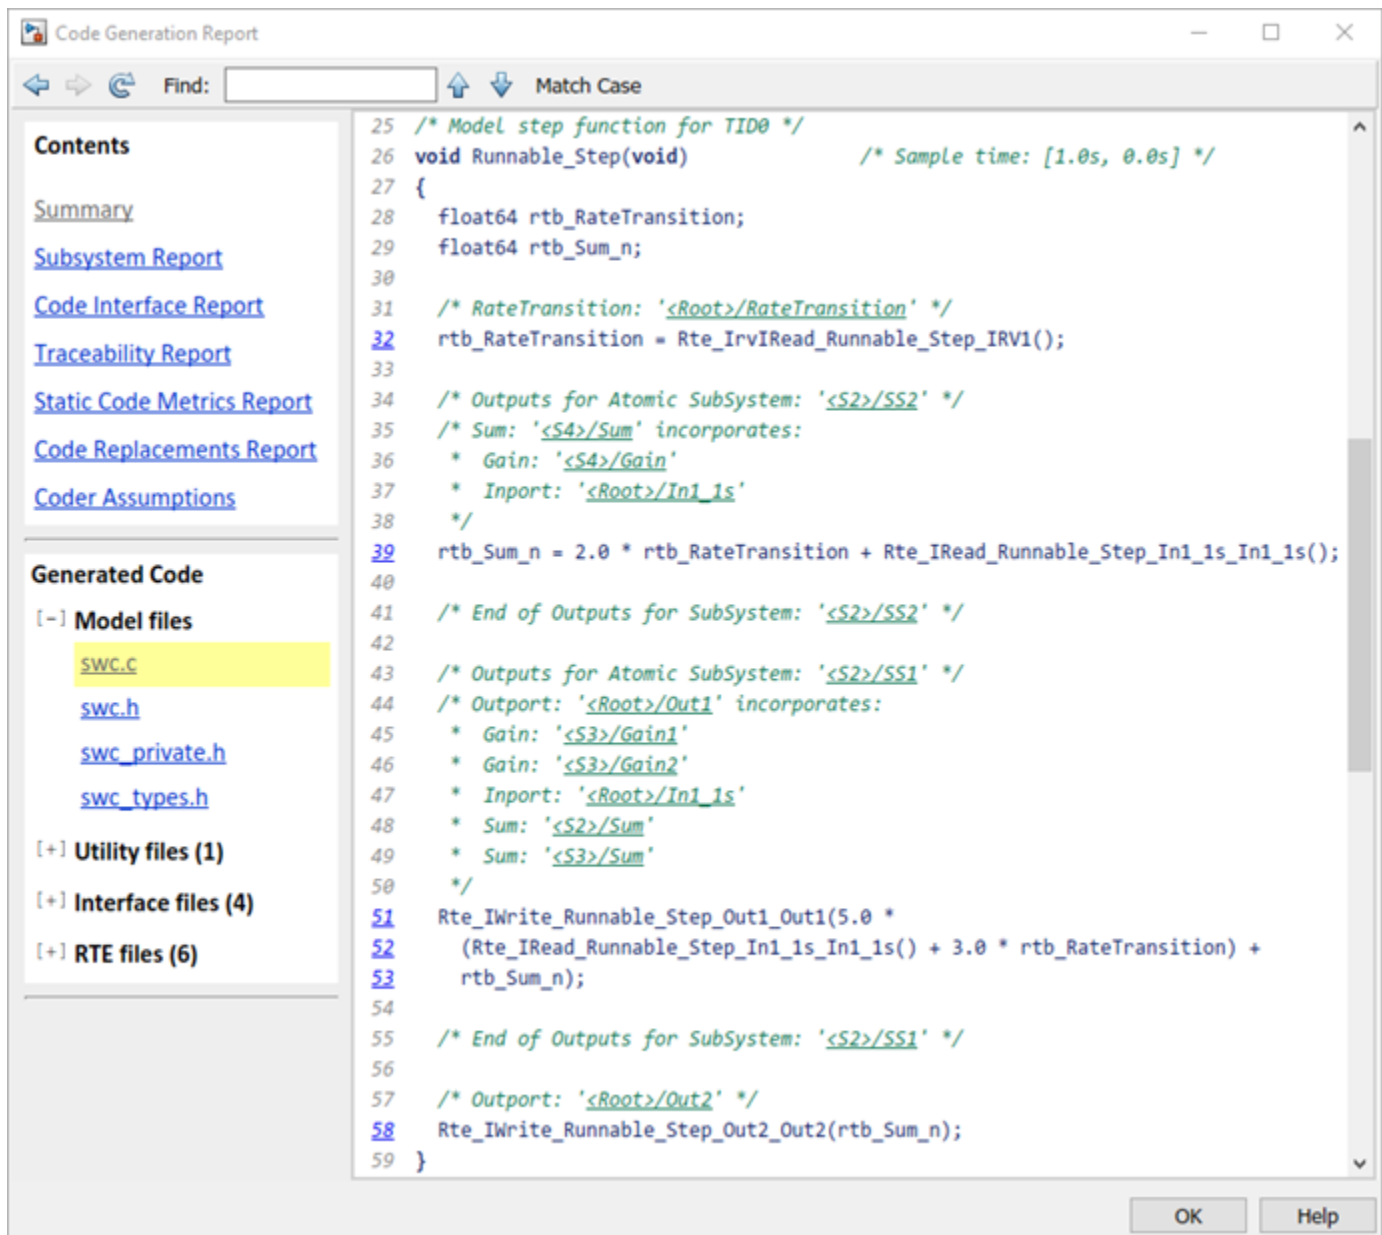 Code Generation Report
Find:
Match Case
Contents
Summary
Subsystem Report
Code Interface Report
Traceability Report
Static Code Metrics Report
Code Replacements Report
Coder Assumptions
Generated Code
[-] Model files
swc.c
swc.h
swc_private.h
swc_types.h
[+] Utility files (1)
[+] Interface files (4)
[+] RTE files (6)
25 /* Model step function for TID0 */
26 void Runnable_Step(void) /* Sample time: [1.0s, 0.0s] */
27 {
28 float64 rtb_RateTransition;
29 float64 rtb_Sum_n;
30
31 /* RateTransition: '<Root>/RateTransition' */
32 rtb_RateTransition = Rte_IrvIRead_Runnable_Step_IRV1();
33
34 /* Outputs for Atomic SubSystem: '<S2>/SS2' */
35 /* Sum: '<S4>/Sum' incorporates:
36 * Gain: '<S4>/Gain'
37 * Inport: '<Root>/In1_1s'
38 */
39 rtb_Sum_n = 2.0 * rtb_RateTransition + Rte_IRead_Runnable_Step_In1_1s_In1_1s();
40
41 /* End of Outputs for SubSystem: '<S2>/SS2' */
42
43 /* Outputs for Atomic SubSystem: '<S2>/SS1' */
44 /* Outport: '<Root>/Out1' incorporates:
45 * Gain: '<S3>/Gain1'
46 * Gain: '<S3>/Gain2'
47 * Inport: '<Root>/In1_1s'
48 * Sum: '<S2>/Sum'
49 * Sum: '<S3>/Sum'
50 */
51 Rte_IWrite_Runnable_Step_Out1_Out1(5.0 *
52 (Rte_IRead_Runnable_Step_In1_1s_In1_1s() + 3.0 * rtb_RateTransition) +
53 rtb_Sum_n);
54
55 /* End of Outputs for SubSystem: '<S2>/SS1' */
56
57 /* Outport: '<Root>/Out2' */
58 Rte_IWrite_Runnable_Step_Out2_Out2(rtb_Sum_n);
59 }
OK
Help